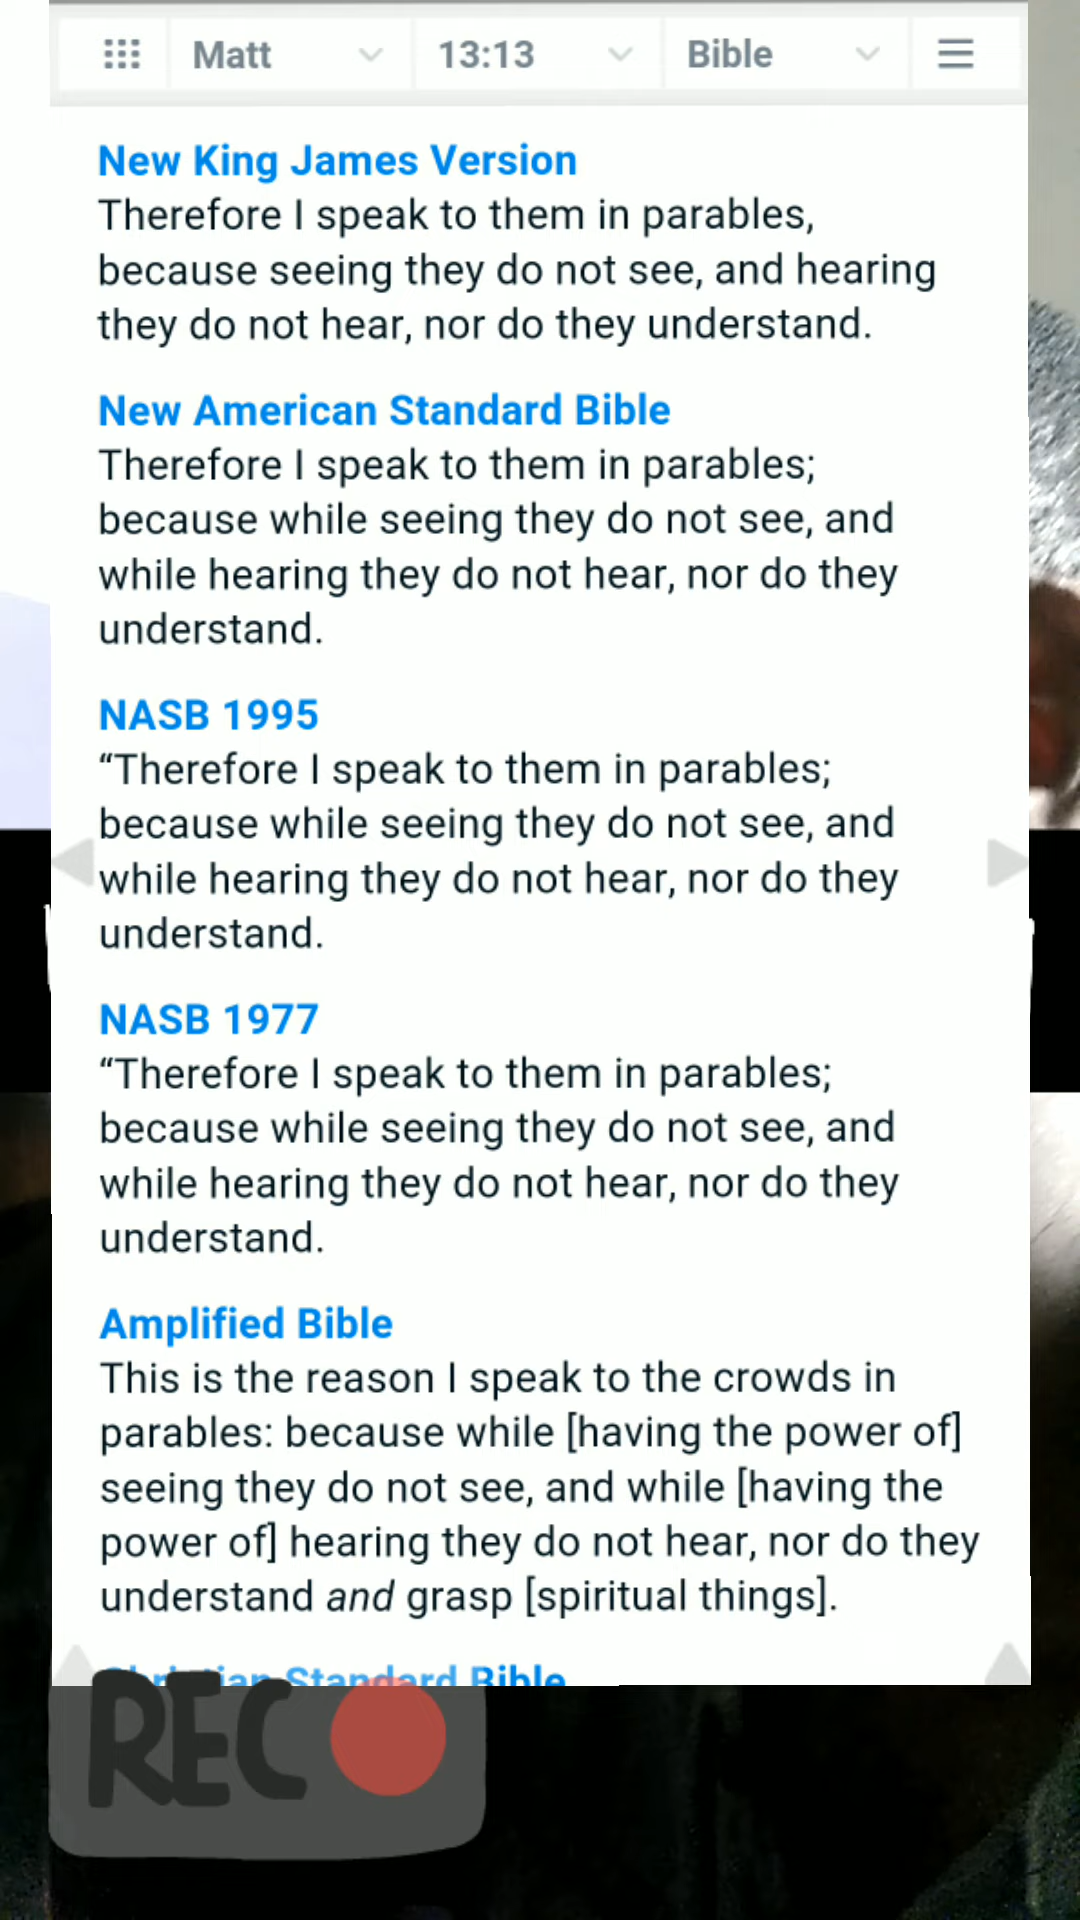 Matt 13:13 Bible
New King James Version
Therefore I speak to them in parables,
because seeing they do not see, and hearing
they do not hear, nor do they understand.
New American Standard Bible
Therefore I speak to them in parables;
because while seeing they do not see, and
while hearing they do not hear, nor do they
understand.
NASB 1995
“Therefore I speak to them in parables;
because while seeing they do not see, and
while hearing they do not hear, nor do they
understand.
NASB 1977
“Therefore I speak to them in parables;
because while seeing they do not see, and
while hearing they do not hear, nor do they
understand.
Amplified Bible
This is the reason I speak to the crowds in
parables: because while [having the power of]
seeing they do not see, and while [having the
power of] hearing they do not hear, nor do they
understand and grasp [spiritual things].
Christian Standard Bible
REC